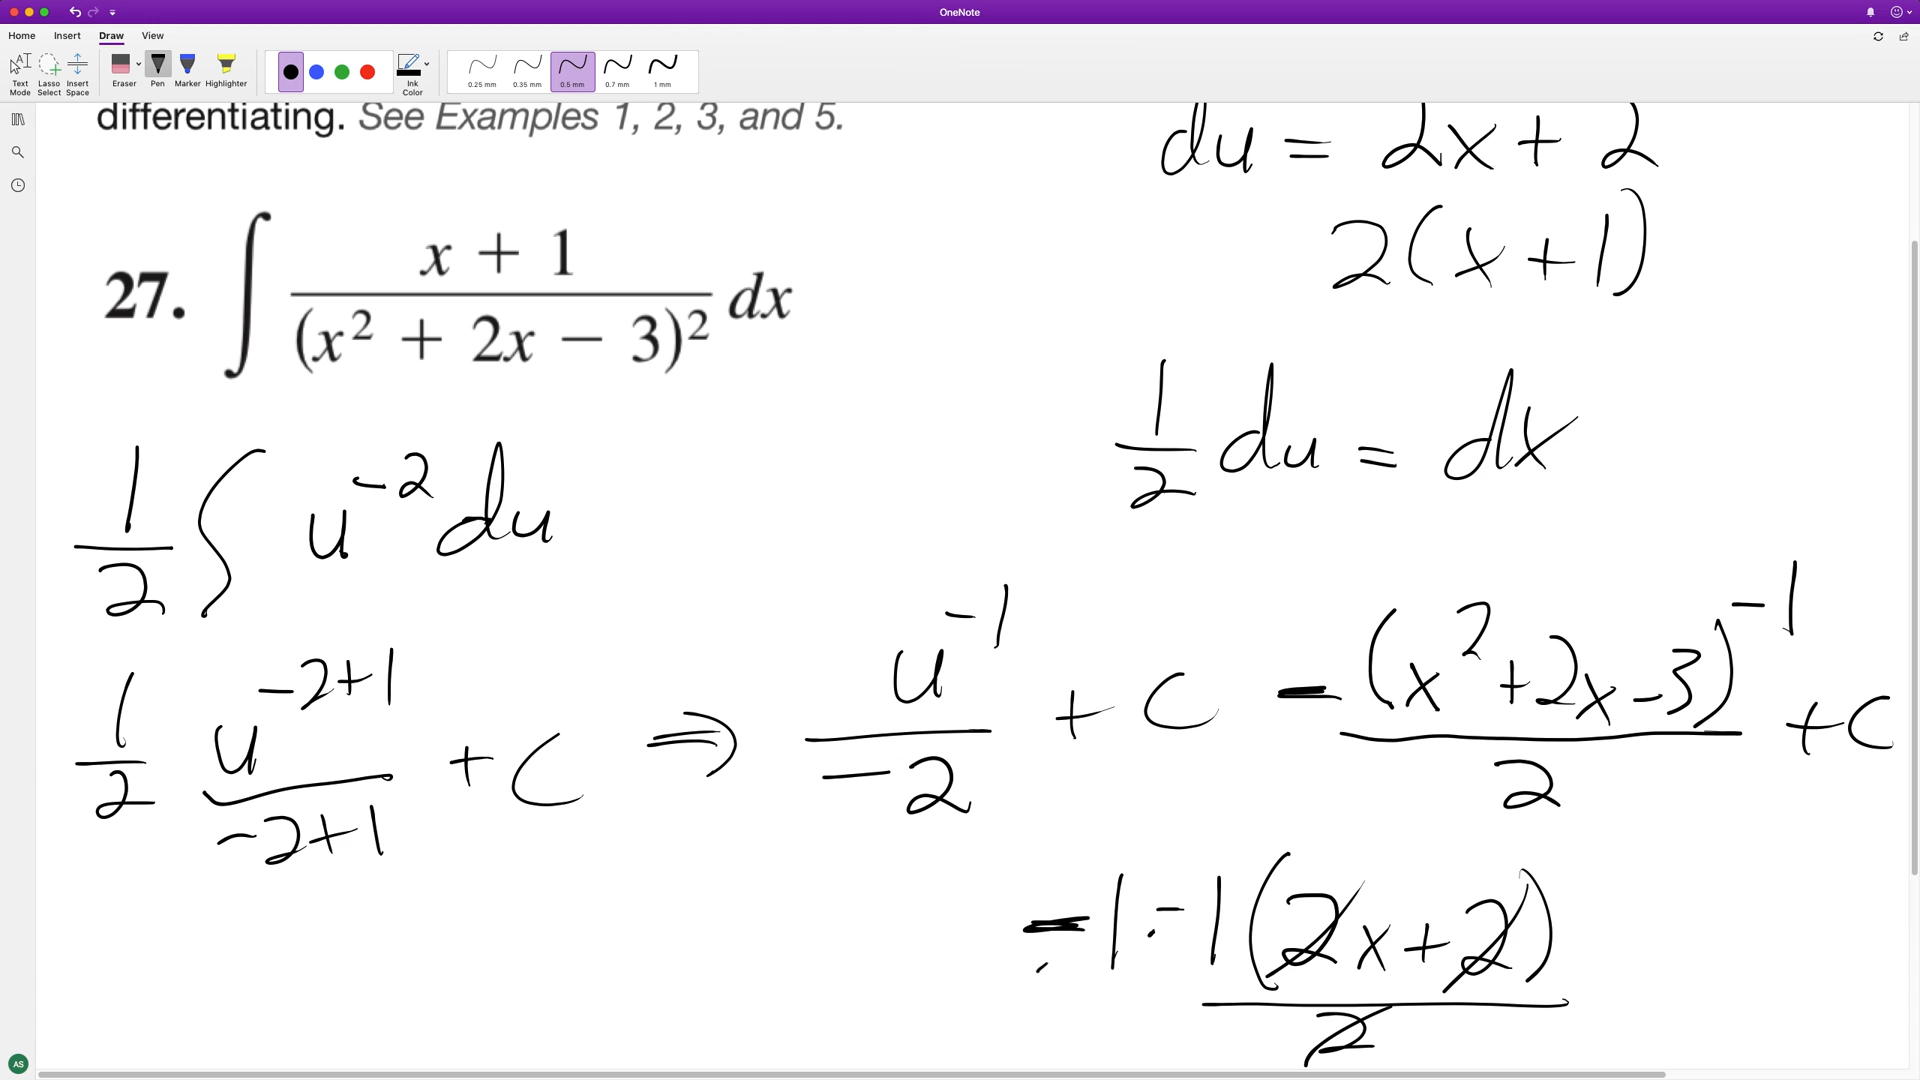 OneNote
Home Insert Draw View
Text Mode Lasso Select Insert Space Eraser Pen Marker Highlighter Ink Color 0.25 mm 0.35 mm 0.5 mm 0.7 mm 1 mm
differentiating. See Examples 1, 2, 3, and 5.
du = 2x + 2
2(x + 1)
27. ∫ (x + 1)/(x² + 2x − 3)² dx
1/2 du = dx
1/2 ∫ u⁻² du
1/2 u^(-2+1)/(-2+1) + C ⇒ u⁻¹/-2 + C - (x² + 2x - 3)⁻¹/2 + C
-1 · -1(2x + 2)/2
AS